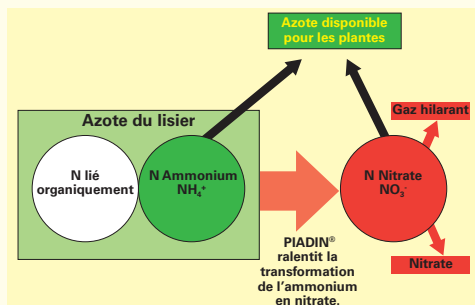 Azote disponible
pour les plantes
Azote du lisier
Gaz hilarant
N lié
organiquement
N Ammonium
NH₄⁺
N Nitrate
NO₃⁻
PIADIN®
ralentit la
transformation
de l'ammonium
en nitrate.
Nitrate